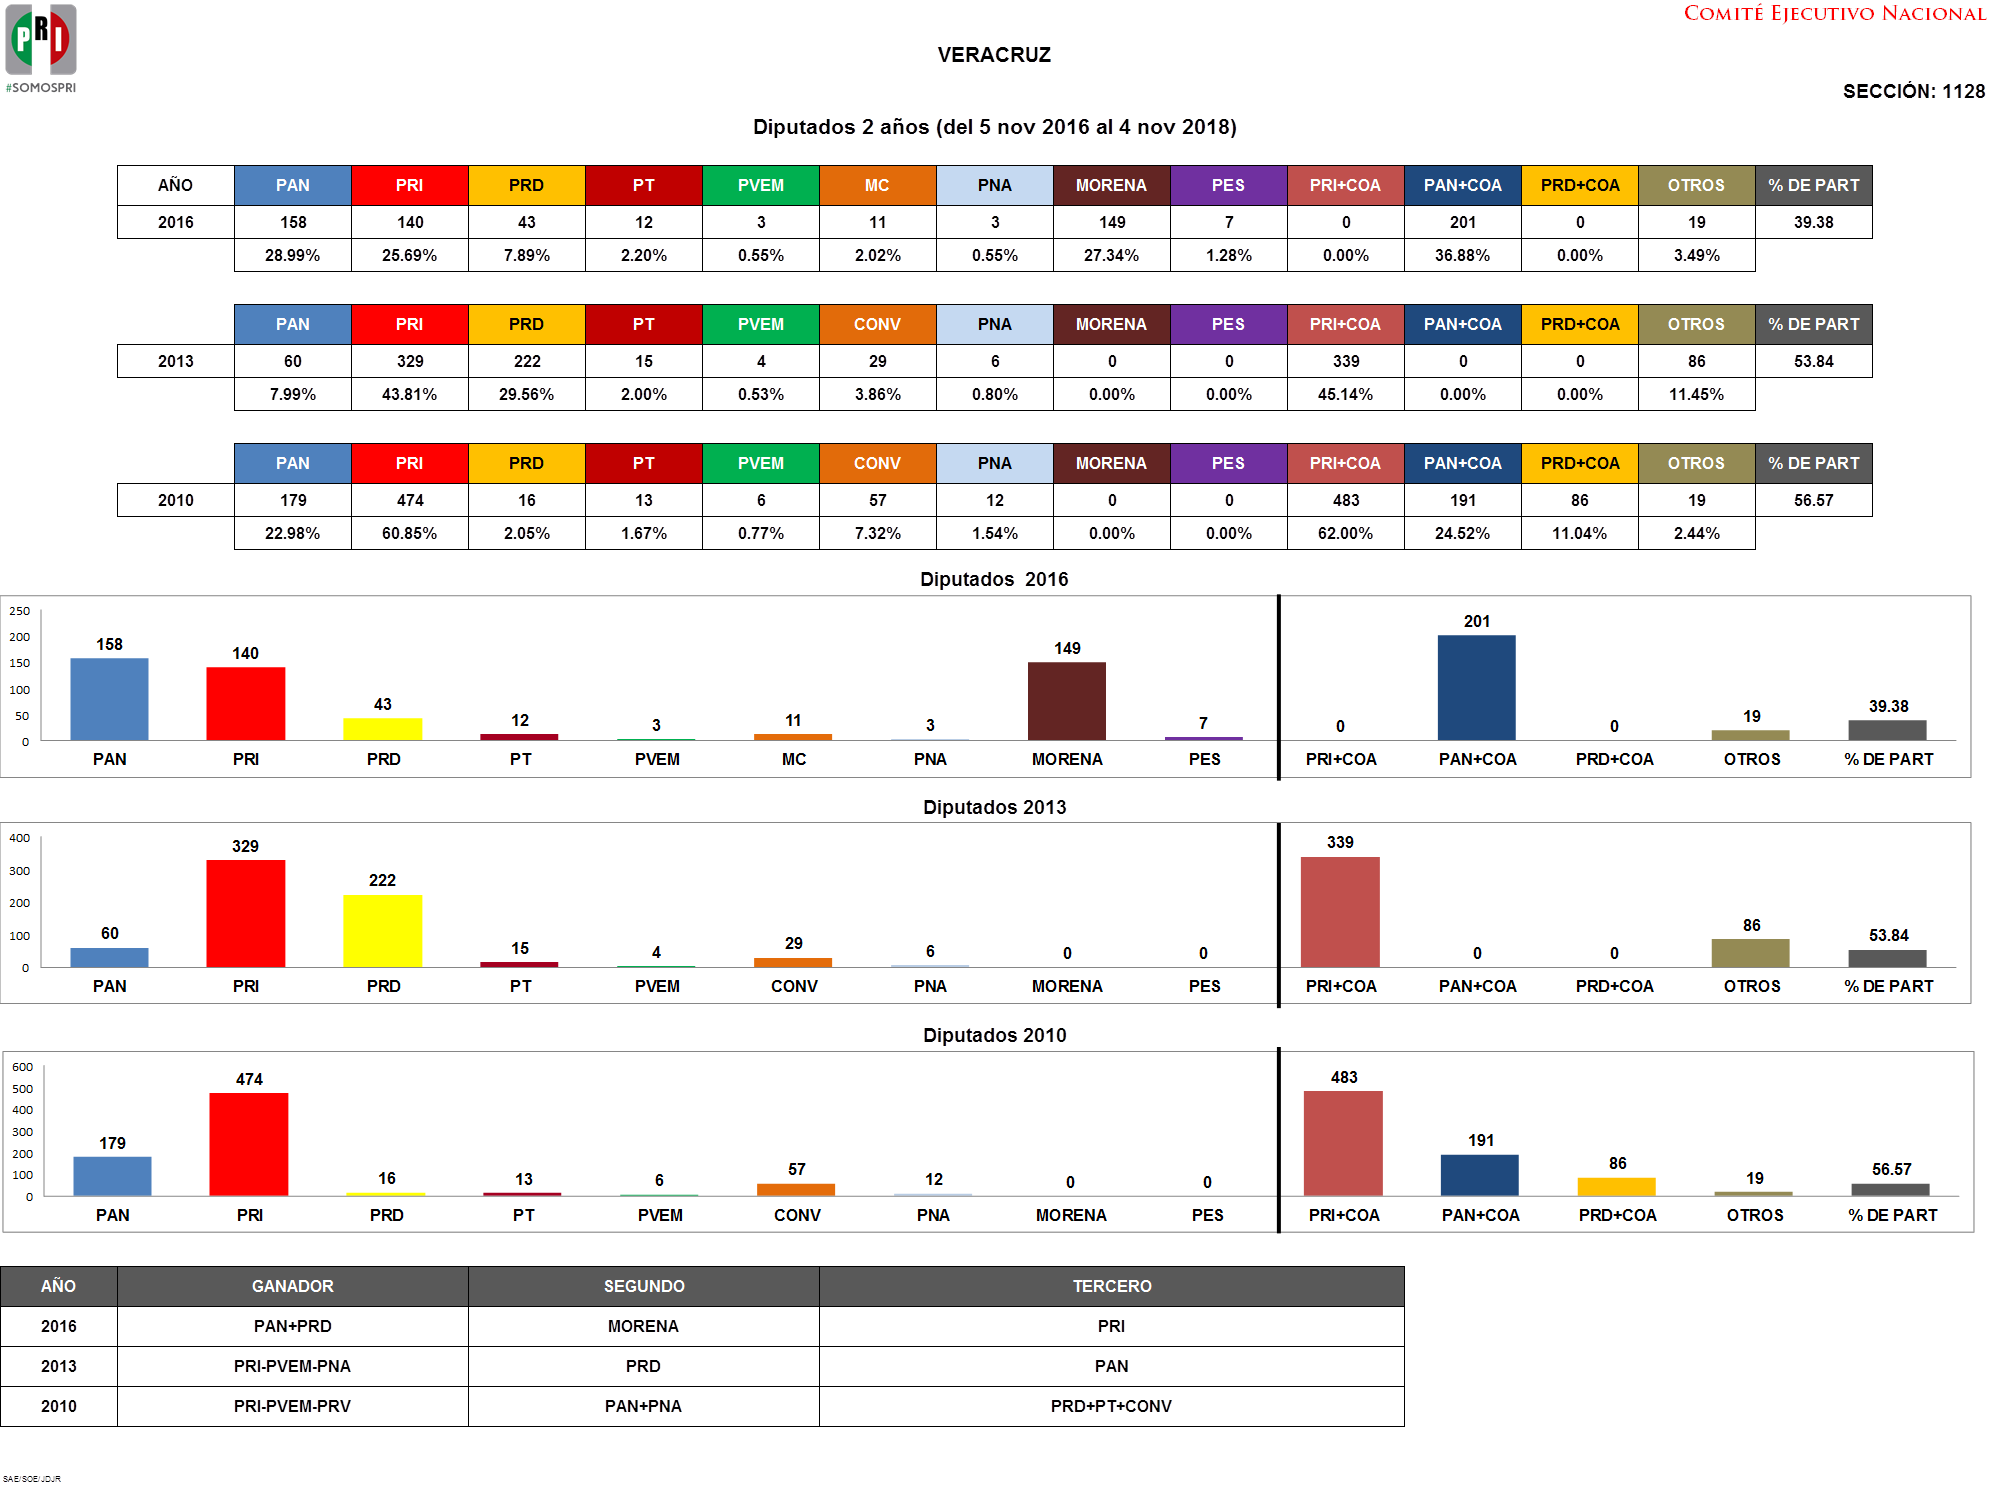 PRI
#SOMOSPRI
COMITÉ EJECUTIVO NACIONAL
VERACRUZ
SECCIÓN: 1128
Diputados 2 años (del 5 nov 2016 al 4 nov 2018)
AÑO PAN PRI PRD PT PVEM MC PNA MORENA PES PRI+COA PAN+COA PRD+COA OTROS % DE PART
2016 158 140 43 12 3 11 3 149 7 0 201 0 19 39.38
28.99% 25.69% 7.89% 2.20% 0.55% 2.02% 0.55% 27.34% 1.28% 0.00% 36.88% 0.00% 3.49%
PAN PRI PRD PT PVEM CONV PNA MORENA PES PRI+COA PAN+COA PRD+COA OTROS % DE PART
2013 60 329 222 15 4 29 6 0 0 339 0 0 86 53.84
7.99% 43.81% 29.56% 2.00% 0.53% 3.86% 0.80% 0.00% 0.00% 45.14% 0.00% 0.00% 11.45%
PAN PRI PRD PT PVEM CONV PNA MORENA PES PRI+COA PAN+COA PRD+COA OTROS % DE PART
2010 179 474 16 13 6 57 12 0 0 483 191 86 19 56.57
22.98% 60.85% 2.05% 1.67% 0.77% 7.32% 1.54% 0.00% 0.00% 62.00% 24.52% 11.04% 2.44%
Diputados 2016
250
200
150
100
50
0
158 140 43 12 3 11 3 149 7 0 201 0 19 39.38
PAN PRI PRD PT PVEM MC PNA MORENA PES PRI+COA PAN+COA PRD+COA OTROS % DE PART
Diputados 2013
400
300
200
100
0
60 329 222 15 4 29 6 0 0 339 0 0 86 53.84
PAN PRI PRD PT PVEM CONV PNA MORENA PES PRI+COA PAN+COA PRD+COA OTROS % DE PART
Diputados 2010
600
500
400
300
200
100
0
179 474 16 13 6 57 12 0 0 483 191 86 19 56.57
PAN PRI PRD PT PVEM CONV PNA MORENA PES PRI+COA PAN+COA PRD+COA OTROS % DE PART
AÑO GANADOR SEGUNDO TERCERO
2016 PAN+PRD MORENA PRI
2013 PRI-PVEM-PNA PRD PAN
2010 PRI-PVEM-PRV PAN+PNA PRD+PT+CONV
SAE/SOE/JDJR